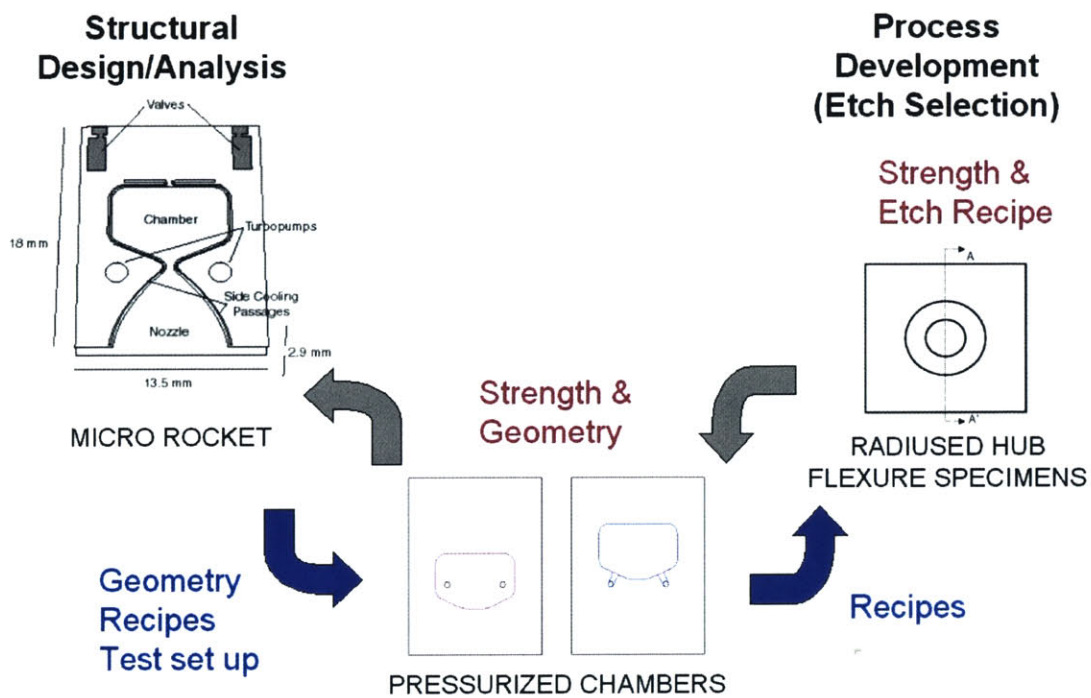 Structural
Design/Analysis
Valves
Chamber
18 mm
Turbopumps
Side Cooling
Passages
Nozzle
2.9 mm
13.5 mm
MICRO ROCKET
Process
Development
(Etch Selection)
Strength &
Etch Recipe
A
A'
RADIUSED HUB
FLEXURE SPECIMENS
Strength &
Geometry
Geometry
Recipes
Test set up
PRESSURIZED CHAMBERS
Recipes